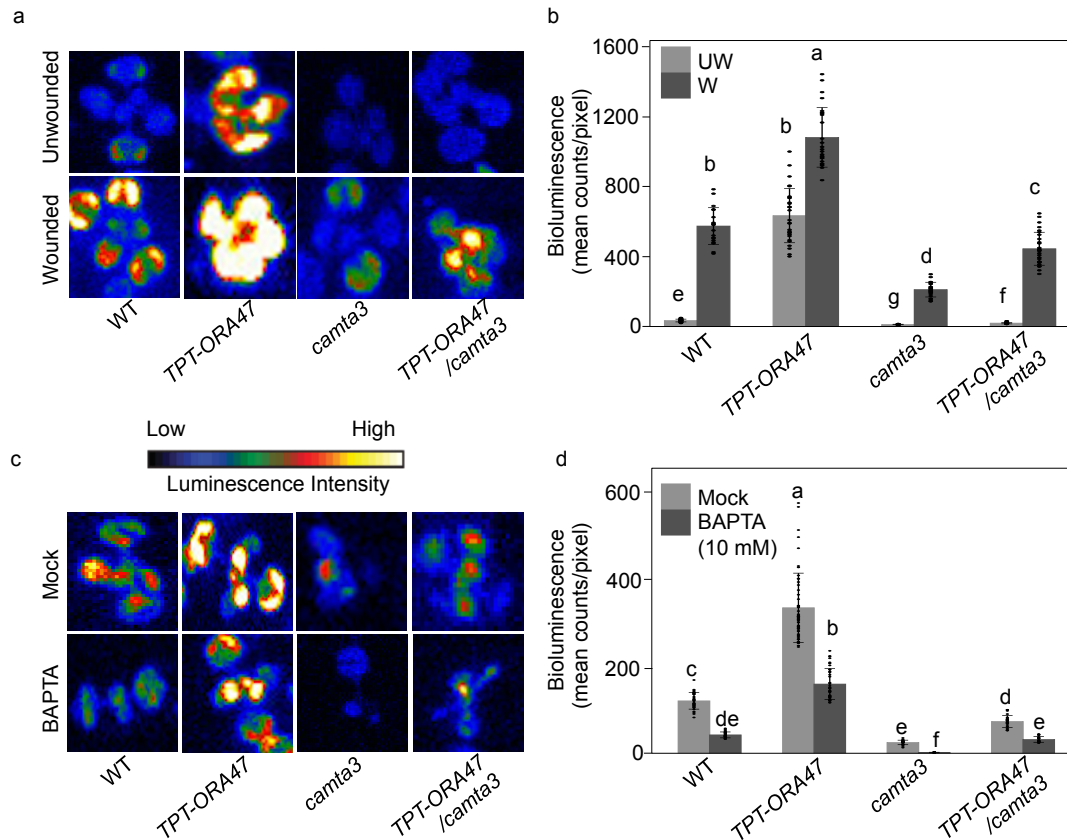 a
Unwounded
Wounded
WT
TPT-ORA47
camta3
TPT-ORA47
/camta3
b
Bioluminescence
(mean counts/pixel)
1600
1200
800
400
0
UW
W
e
b
b
a
g
d
f
c
WT
TPT-ORA47
camta3
TPT-ORA47
/camta3
Low
High
Luminescence Intensity
c
Mock
BAPTA
WT
TPT-ORA47
camta3
TPT-ORA47
/camta3
d
Bioluminescence
(mean counts/pixel)
600
400
200
0
Mock
BAPTA
(10 mM)
c
de
a
b
e
f
d
e
WT
TPT-ORA47
camta3
TPT-ORA47
/camta3